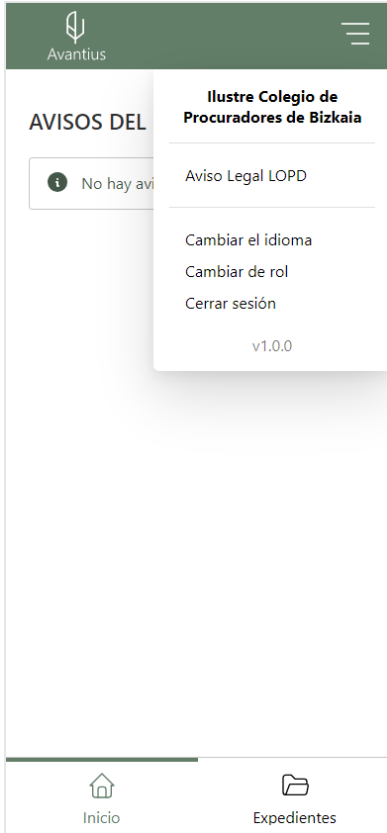 Avantius
Ilustre Colegio de
Procuradores de Bizkaia
AVISOS DEL
No hay avi
Aviso Legal LOPD
Cambiar el idioma
Cambiar de rol
Cerrar sesión
v1.0.0
Inicio
Expedientes